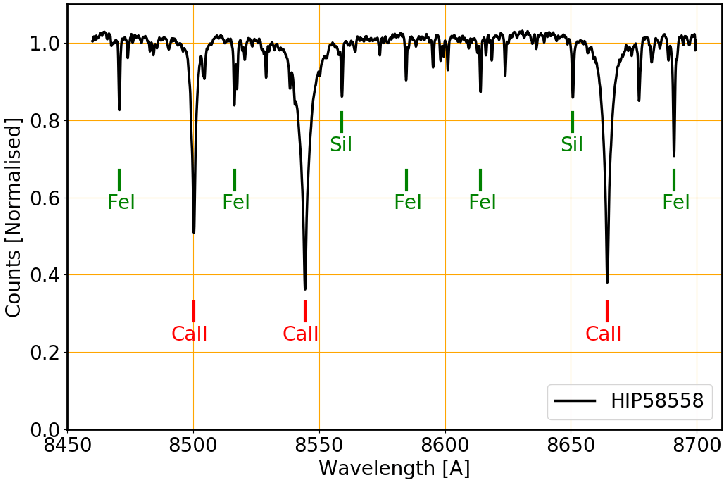 1.0
0.8
0.6
0.4
0.2
0.0
Counts [Normalised]
SiI
SiI
FeI
FeI
FeI
FeI
FeI
CaII
CaII
CaII
HIP58558
8450
8500
8550
8600
8650
8700
Wavelength [A]